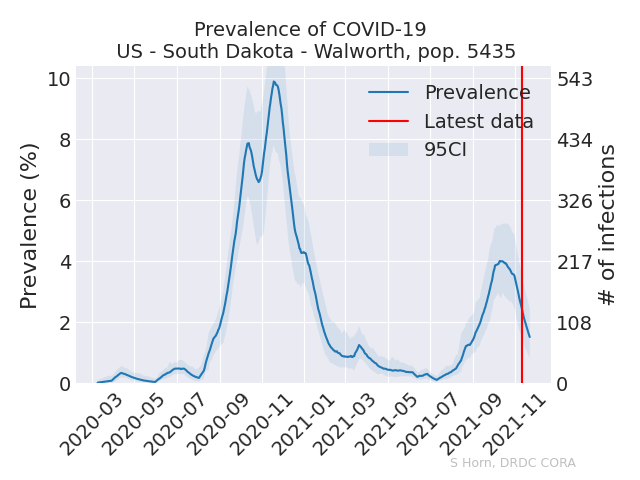 Prevalence of COVID-19
US - South Dakota - Walworth, pop. 5435
Prevalence (%)
10
8
6
4
2
0
543
434
326
217
108
0
# of infections
Prevalence
Latest data
95CI
2020-03
2020-05
2020-07
2020-09
2020-11
2021-01
2021-03
2021-05
2021-07
2021-09
2021-11
S Horn, DRDC CORA